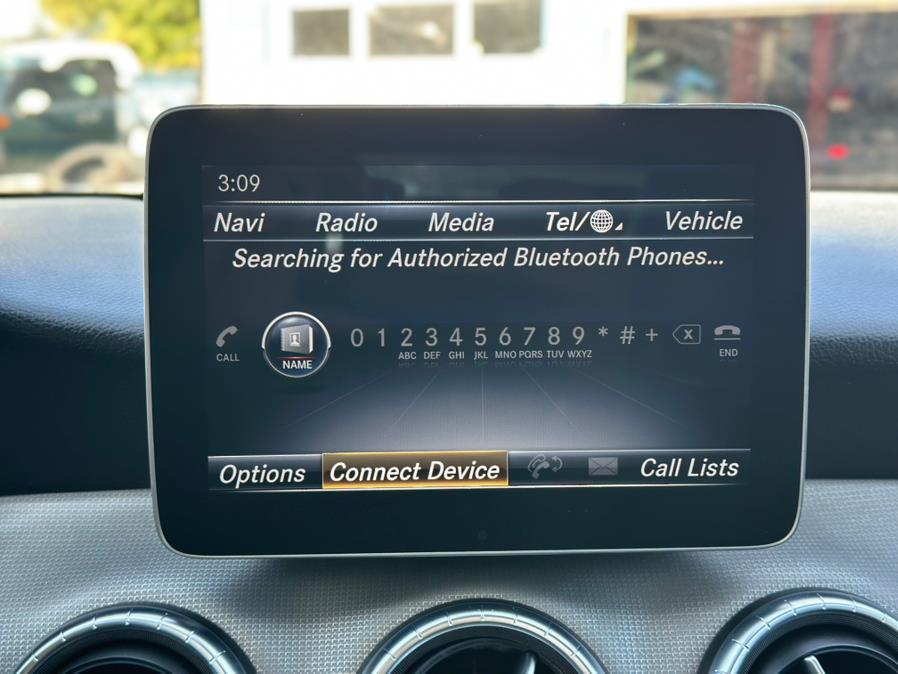 3:09
Navi Radio Media Tel/ Vehicle
Searching for Authorized Bluetooth Phones...
0 1 2 3 4 5 6 7 8 9 * # +
CALL NAME ABC DEF GHI JKL MNO PQRS TUV WXYZ END
Options Connect Device Call Lists